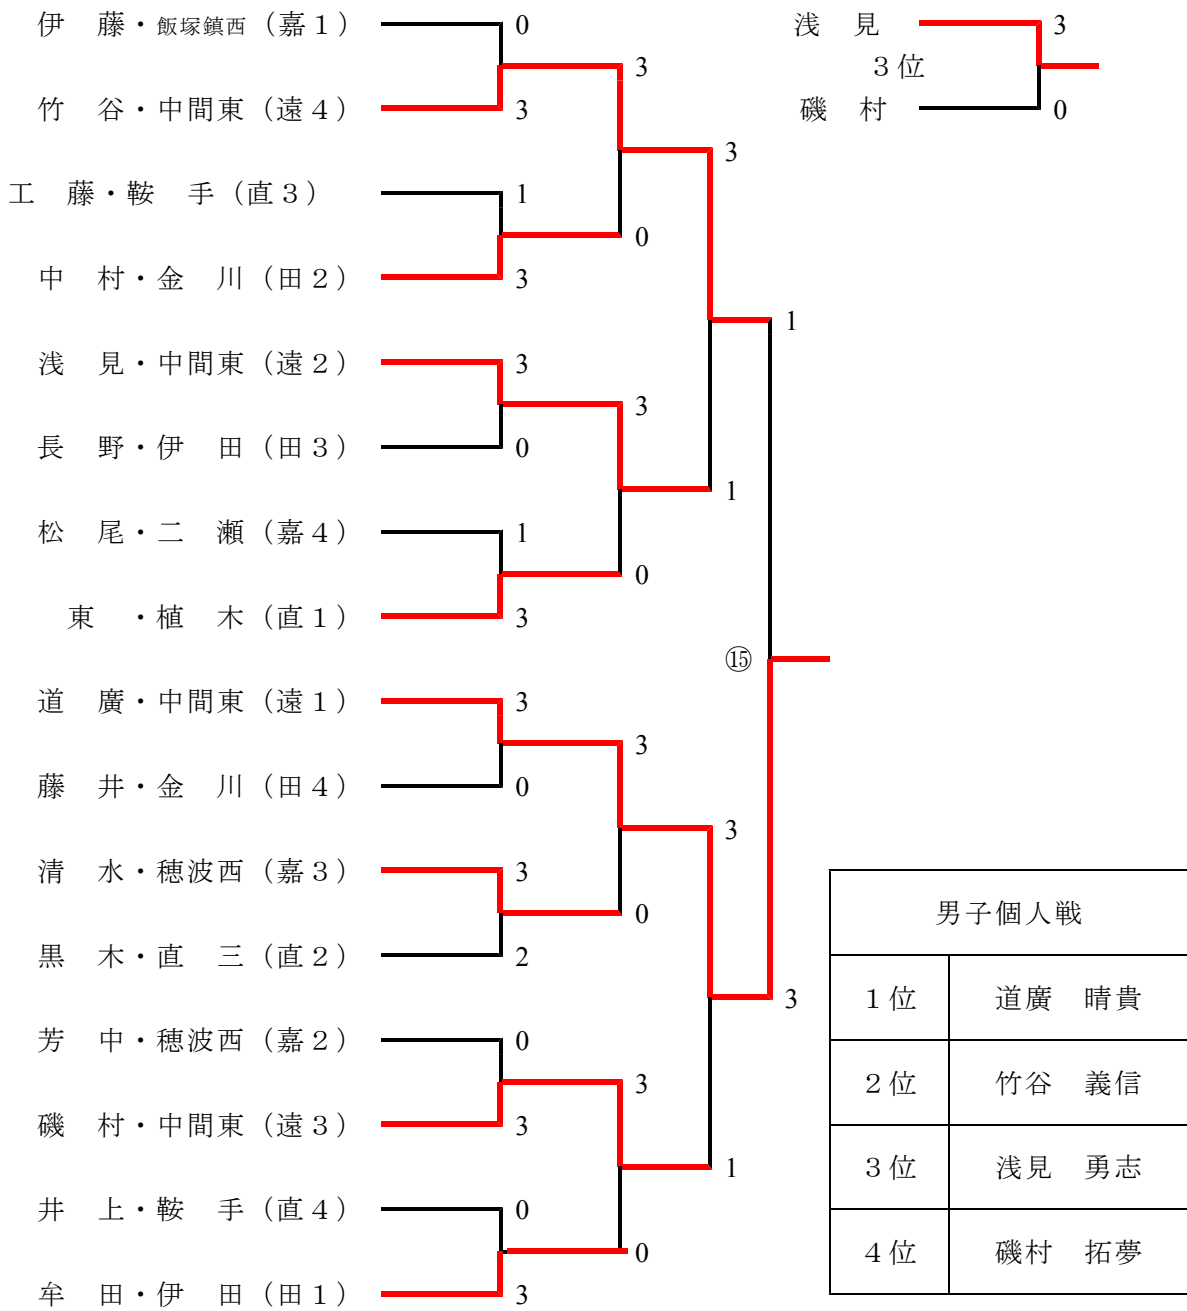 伊　藤・飯塚鎮西（嘉１） 0
3
竹　谷・中間東（遠４） 3
3
工　藤・鞍　手（直３） 1
0
中　村・金　川（田２） 3
1
浅　見・中間東（遠２） 3
3
長　野・伊　田（田３） 0
1
松　尾・二　瀬（嘉４） 1
0
東　・植　木（直１） 3
⑮
道　廣・中間東（遠１） 3
3
藤　井・金　川（田４） 0
3
清　水・穂波西（嘉３） 3
0
黒　木・直　三（直２） 2
3
芳　中・穂波西（嘉２） 0
3
磯　村・中間東（遠３） 3
1
井　上・鞍　手（直４） 0
0
牟　田・伊　田（田１） 3
浅　見 3
３位
磯　村 0
男子個人戦
１位 道廣　晴貴
２位 竹谷　義信
３位 浅見　勇志
４位 磯村　拓夢